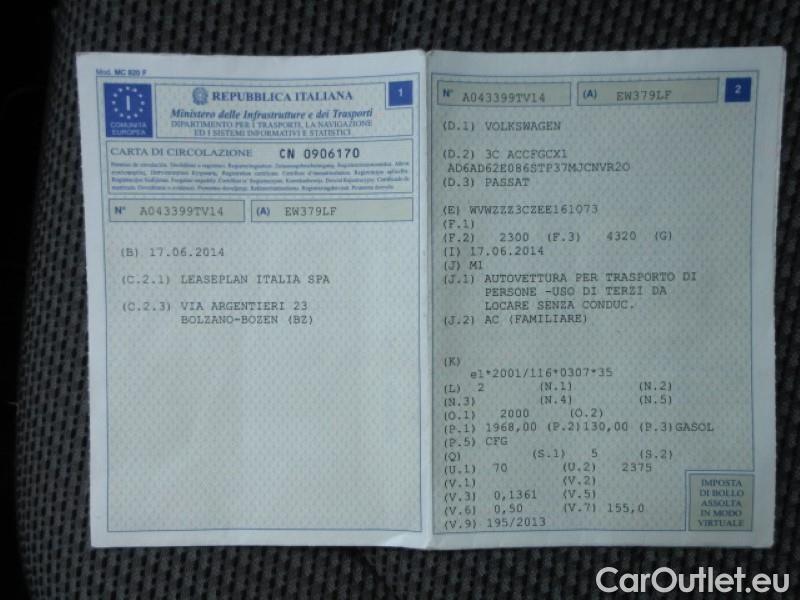 Mod. MC 820 F
I
COMUNITÀ
EUROPEA
REPUBBLICA ITALIANA
Ministero delle Infrastrutture e dei Trasporti
DIPARTIMENTO PER I TRASPORTI, LA NAVIGAZIONE
ED I SISTEMI INFORMATIVI E STATISTICI
1
CARTA DI CIRCOLAZIONE CN 0906170
N° A043399TV14 (A) EW379LF
(B) 17.06.2014
(C.2.1) LEASEPLAN ITALIA SPA
(C.2.3) VIA ARGENTIERI 23
BOLZANO-BOZEN (BZ)
N° A043399TV14 (A) EW379LF 2
(D.1) VOLKSWAGEN
(D.2) 3C ACCFGCX1
AD6AD62E086STP37MJCNVR2O
(D.3) PASSAT
(E) WVWZZZ3CZEE161073
(F.1)
(F.2) 2300 (F.3) 4320 (G)
(I) 17.06.2014
(J) M1
(J.1) AUTOVETTURA PER TRASPORTO DI
PERSONE -USO DI TERZI DA
LOCARE SENZA CONDUC.
(J.2) AC (FAMILIARE)
(K)
e1*2001/116*0307*35
(L) 2 (N.1) (N.2)
(N.3) (N.4) (N.5)
(O.1) 2000 (O.2)
(P.1) 1968,00 (P.2)130,00 (P.3)GASOL
(P.5) CFG
(Q) (S.1) 5 (S.2)
(U.1) 70 (U.2) 2375
(V.1) (V.2)
(V.3) 0,1361 (V.5)
(V.6) 0,50 (V.7) 155,0
(V.9) 195/2013
IMPOSTA
DI BOLLO
ASSOLTA
IN MODO
VIRTUALE
CarOutlet.eu